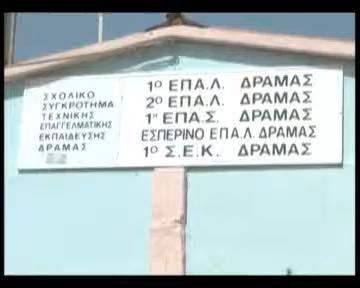 ΣΧΟΛΙΚΟ
ΣΥΓΚΡΟΤΗΜΑ
ΤΕΧΝΙΚΗΣ
ΕΠΑΓΓΕΛΜΑΤΙΚΗΣ
ΕΚΠΑΙΔΕΥΣΗΣ
ΔΡΑΜΑΣ
1ο ΕΠΑ.Λ. ΔΡΑΜΑΣ
2ο ΕΠΑ.Λ. ΔΡΑΜΑΣ
1η ΕΠΑ.Σ. ΔΡΑΜΑΣ
ΕΣΠΕΡΙΝΟ ΕΠΑ.Λ. ΔΡΑΜΑΣ
1ο Σ.Ε.Κ. ΔΡΑΜΑΣ